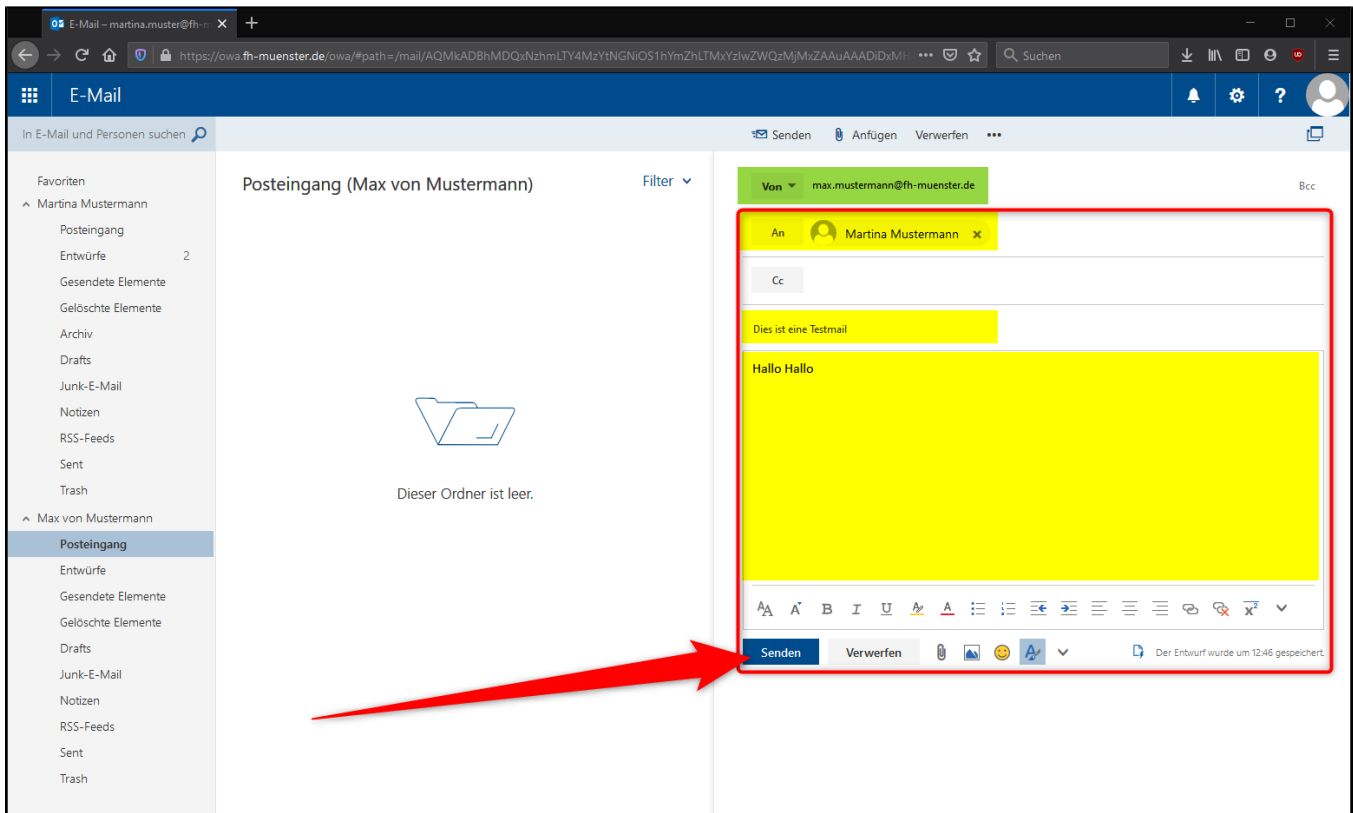 E-Mail – martina.muster@fh-m
https://owa.fh-muenster.de/owa/#path=/mail/AQMkADBhMDQxNzhmLTY4MzYtNGNiOS1hYmZhLTMxYzIwZWQzMjMxZAAuAAADiDxMH
Suchen
E-Mail
?
In E-Mail und Personen suchen
Senden Anfügen Verwerfen •••
Favoriten
Martina Mustermann
Posteingang
Entwürfe 2
Gesendete Elemente
Gelöschte Elemente
Archiv
Drafts
Junk-E-Mail
Notizen
RSS-Feeds
Sent
Trash
Max von Mustermann
Posteingang
Entwürfe
Gesendete Elemente
Gelöschte Elemente
Drafts
Junk-E-Mail
Notizen
RSS-Feeds
Sent
Trash
Posteingang (Max von Mustermann) Filter
Dieser Ordner ist leer.
Von max.mustermann@fh-muenster.de Bcc
An Martina Mustermann x
Cc
Dies ist eine Testmail
Hallo Hallo
Senden Verwerfen Der Entwurf wurde um 12:46 gespeichert.